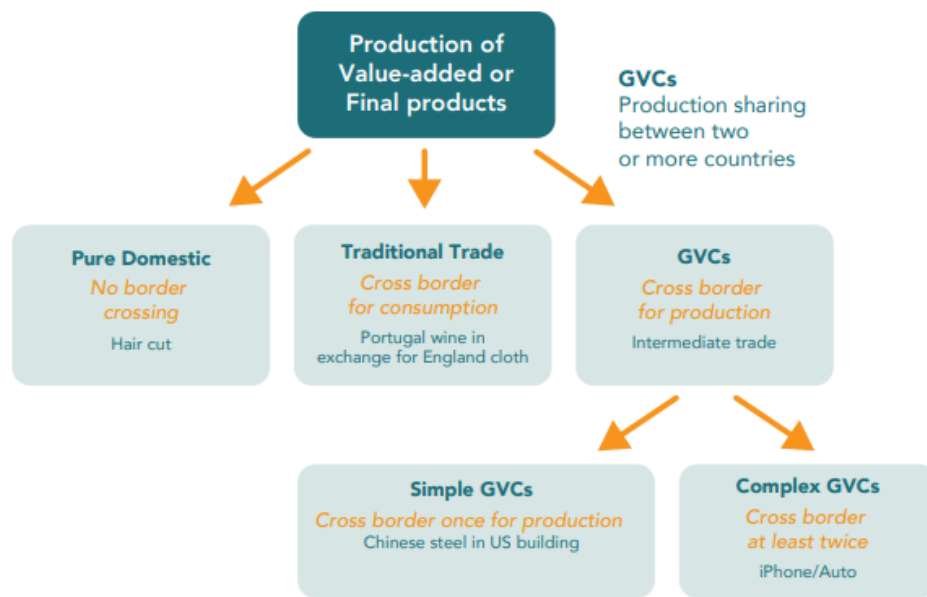 Production of
Value-added or
Final products
GVCs
Production sharing
between two
or more countries
Pure Domestic
No border
crossing
Hair cut
Traditional Trade
Cross border
for consumption
Portugal wine in
exchange for England cloth
GVCs
Cross border
for production
Intermediate trade
Simple GVCs
Cross border once for production
Chinese steel in US building
Complex GVCs
Cross border
at least twice
iPhone/Auto